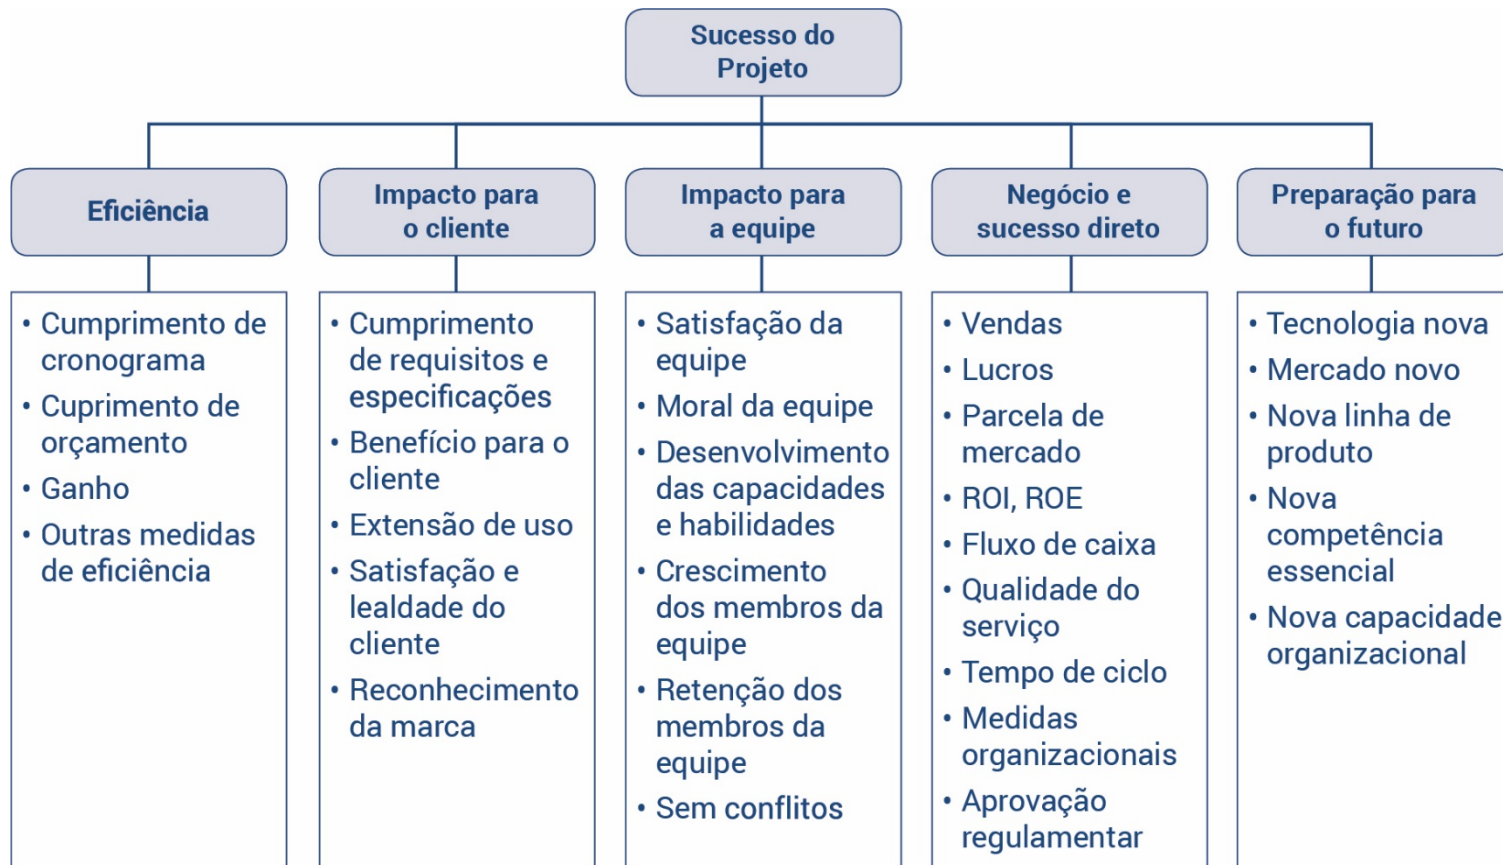 Sucesso do
Projeto
Eficiência
Impacto para
o cliente
Impacto para
a equipe
Negócio e
sucesso direto
Preparação para
o futuro
• Cumprimento de
cronograma
• Cuprimento de
orçamento
• Ganho
• Outras medidas
de eficiência
• Cumprimento
de requisitos e
especificações
• Benefício para o
cliente
• Extensão de uso
• Satisfação e
lealdade do
cliente
• Reconhecimento
da marca
• Satisfação da
equipe
• Moral da equipe
• Desenvolvimento
das capacidades
e habilidades
• Crescimento
dos membros da
equipe
• Retenção dos
membros da
equipe
• Sem conflitos
• Vendas
• Lucros
• Parcela de
mercado
• ROI, ROE
• Fluxo de caixa
• Qualidade do
serviço
• Tempo de ciclo
• Medidas
organizacionais
• Aprovação
regulamentar
• Tecnologia nova
• Mercado novo
• Nova linha de
produto
• Nova
competência
essencial
• Nova capacidade
organizacional